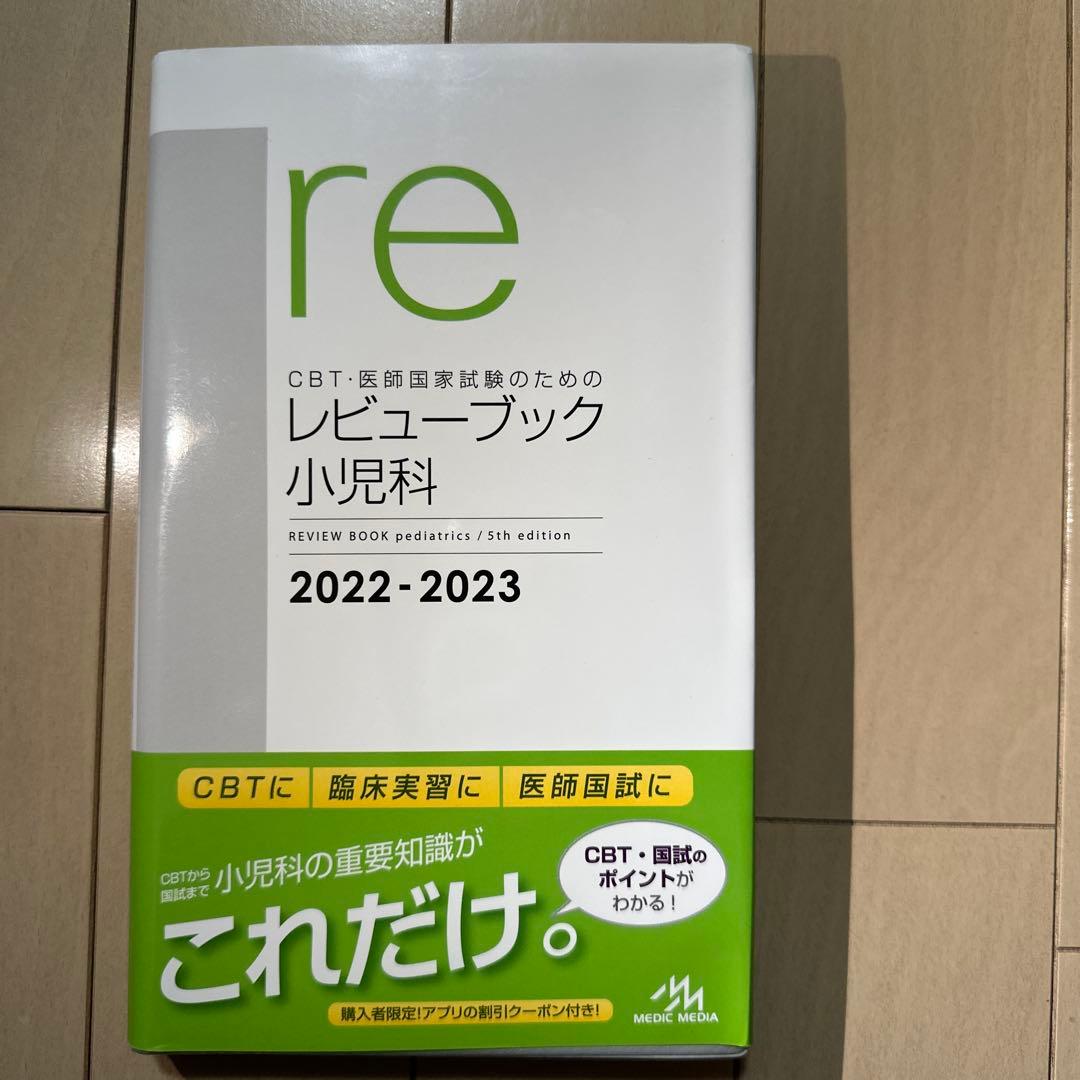 re
CBT・医師国家試験のための
レビューブック
小児科
REVIEW BOOK pediatrics / 5th edition
2022-2023
CBTに 臨床実習に 医師国試に
CBTから
国試まで
小児科の重要知識が
これだけ。
CBT・国試の
ポイントが
わかる！
購入者限定!アプリの割引クーポン付き!
MEDIC MEDIA